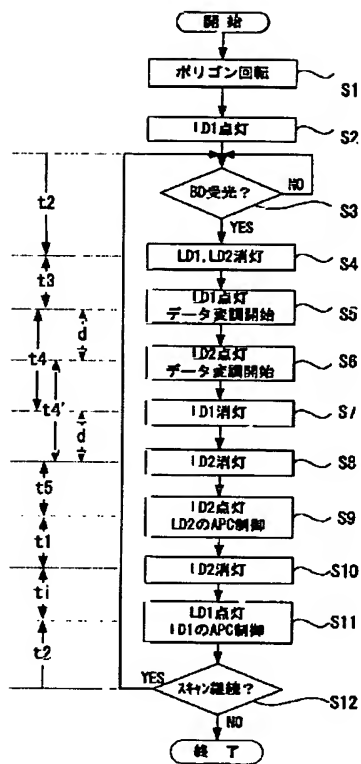 開始
ポリゴン回転
S1
LD1点灯
S2
BD受光?
NO
S3
YES
t2
LD1,LD2消灯
S4
t3
LD1点灯
データ変調開始
S5
d
t4
LD2点灯
データ変調開始
S6
t4'
LD1消灯
S7
d
LD2消灯
S8
t5
LD2点灯
LD2のAPC制御
S9
t1
LD2消灯
S10
ti
LD1点灯
LD1のAPC制御
S11
t2
YES
スキャン継続?
S12
NO
終了